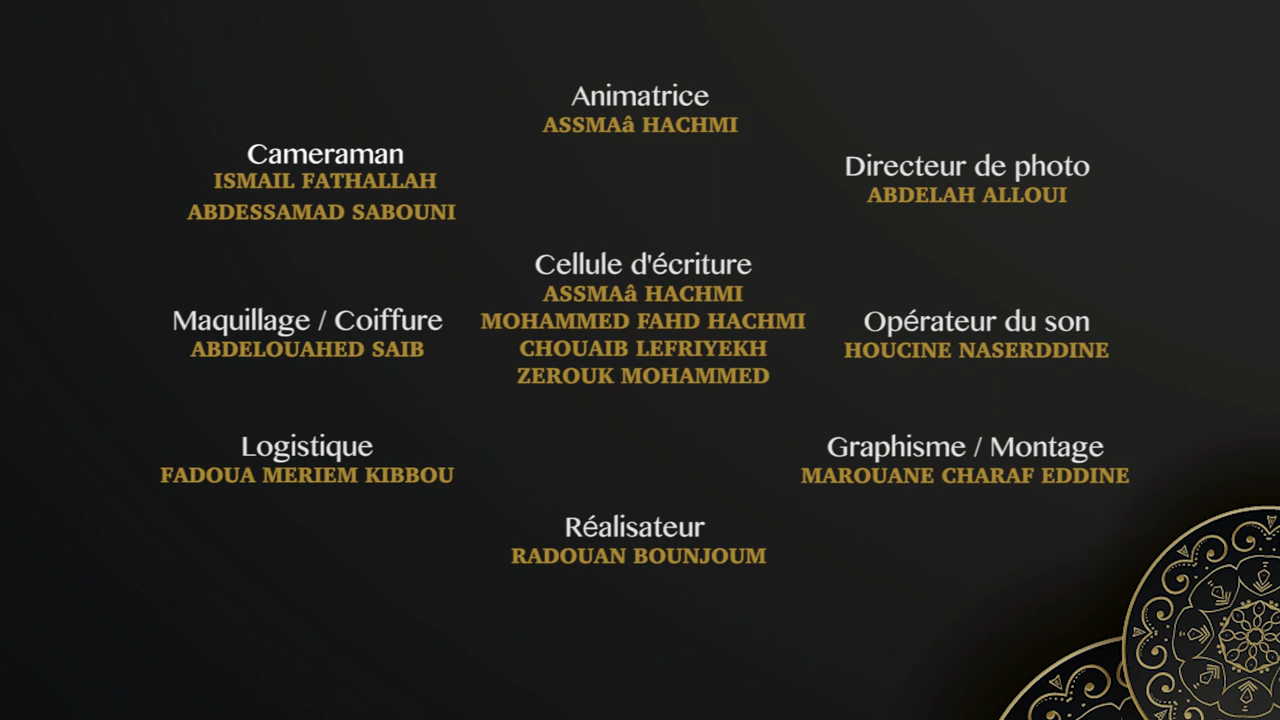 Animatrice
ASSMAâ HACHMI
Cameraman
ISMAIL FATHALLAH
ABDESSAMAD SABOUNI
Directeur de photo
ABDELAH ALLOUI
Cellule d'écriture
ASSMAâ HACHMI
MOHAMMED FAHD HACHMI
CHOUAIB LEFRIYEKH
ZEROUK MOHAMMED
Maquillage / Coiffure
ABDELOUAHED SAIB
Opérateur du son
HOUCINE NASERDDINE
Logistique
FADOUA MERIEM KIBBOU
Graphisme / Montage
MAROUANE CHARAF EDDINE
Réalisateur
RADOUAN BOUNJOUM